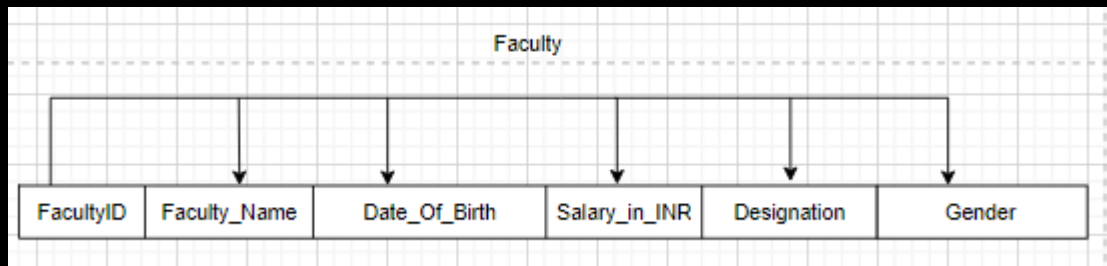 Faculty
FacultyID Faculty_Name Date_Of_Birth Salary_in_INR Designation Gender